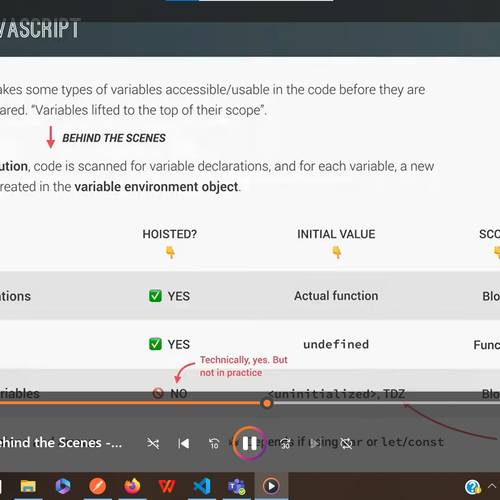 VASCRIPT
akes some types of variables accessible/usable in the code before they are
ared. “Variables lifted to the top of their scope”.
BEHIND THE SCENES
ution, code is scanned for variable declarations, and for each variable, a new
reated in the variable environment object.
HOISTED? INITIAL VALUE SCO
ations YES Actual function Blo
YES undefined Func
Technically, yes. But
not in practice
riables NO <uninitialized>, TDZ Blo
ehind the Scenes -... 10 30 if using var or let/const